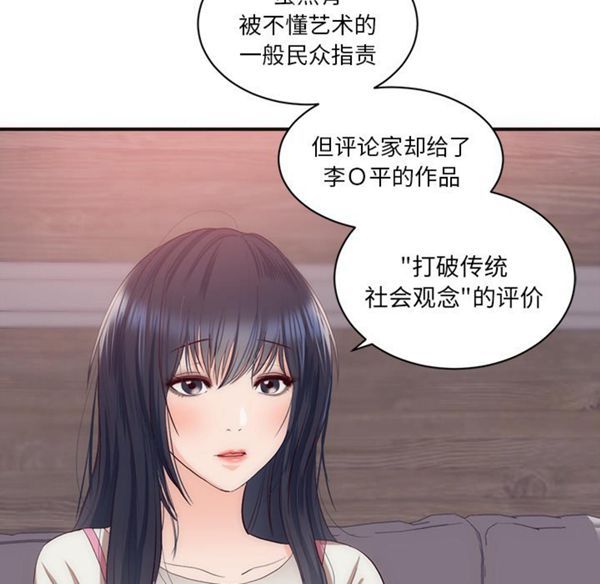 被不懂艺术的
一般民众指责
但评论家却给了
李O平的作品
"打破传统
社会观念"的评价